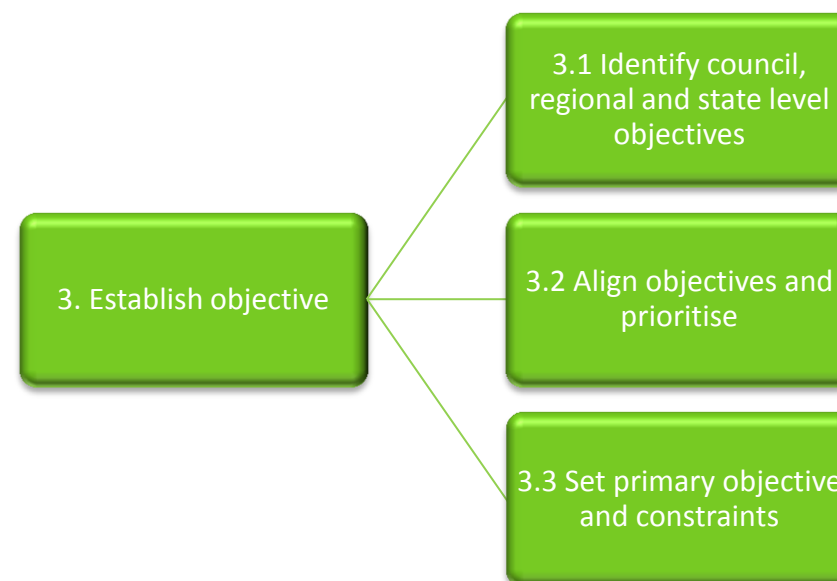 3.1 Identify council,
regional and state level
objectives
3. Establish objective
3.2 Align objectives and
prioritise
3.3 Set primary objective
and constraints